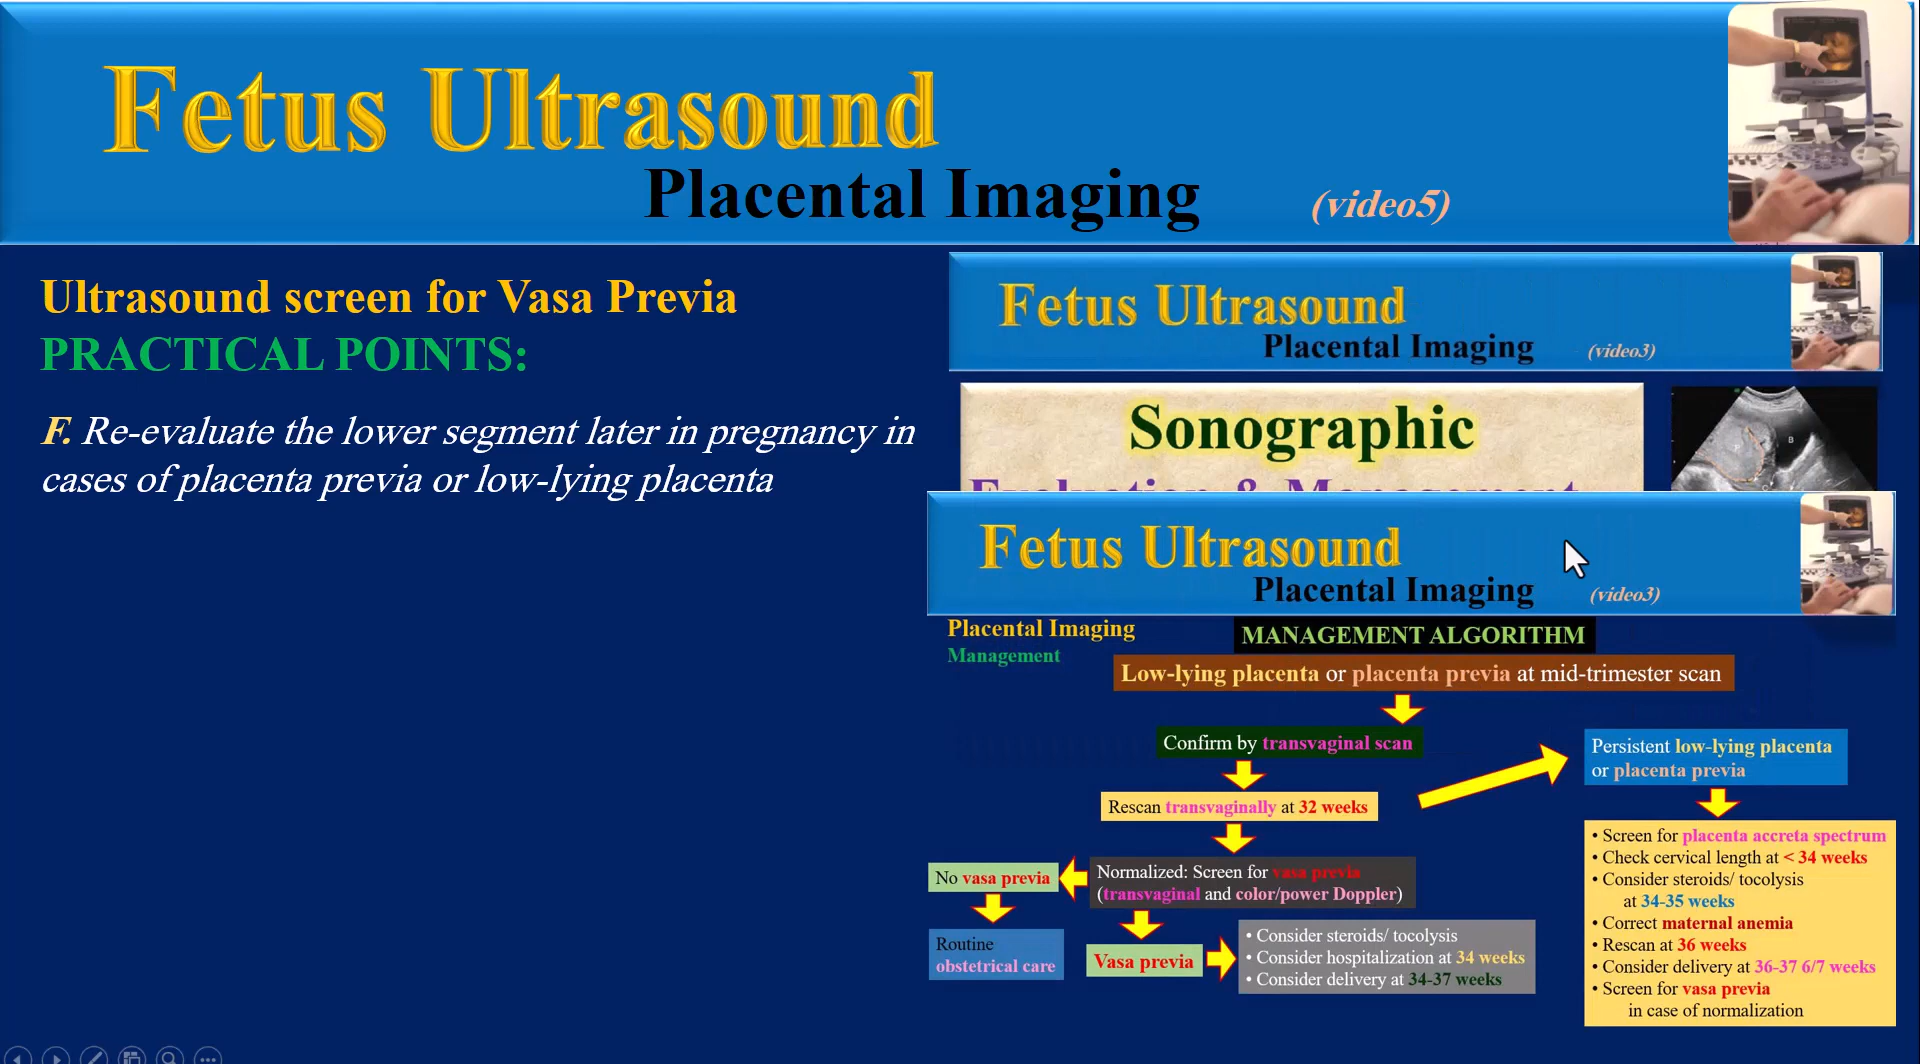 Fetus Ultrasound
Placental Imaging
(video5)
Ultrasound screen for Vasa Previa
PRACTICAL POINTS:
F. Re-evaluate the lower segment later in pregnancy in
cases of placenta previa or low-lying placenta
Fetus Ultrasound
Placental Imaging
(video3)
Sonographic
Evaluation & Management
B
Fetus Ultrasound
Placental Imaging
(video3)
Placental Imaging
Management
MANAGEMENT ALGORITHM
Low-lying placenta or placenta previa at mid-trimester scan
Confirm by transvaginal scan
Rescan transvaginally at 32 weeks
Persistent low-lying placenta
or placenta previa
Normalized: Screen for vasa previa
(transvaginal and color/power Doppler)
No vasa previa
Routine
obstetrical care
Vasa previa
• Consider steroids/ tocolysis
• Consider hospitalization at 34 weeks
• Consider delivery at 34-37 weeks
• Screen for placenta accreta spectrum
• Check cervical length at < 34 weeks
• Consider steroids/ tocolysis
at 34-35 weeks
• Correct maternal anemia
• Rescan at 36 weeks
• Consider delivery at 36-37 6/7 weeks
• Screen for vasa previa
in case of normalization